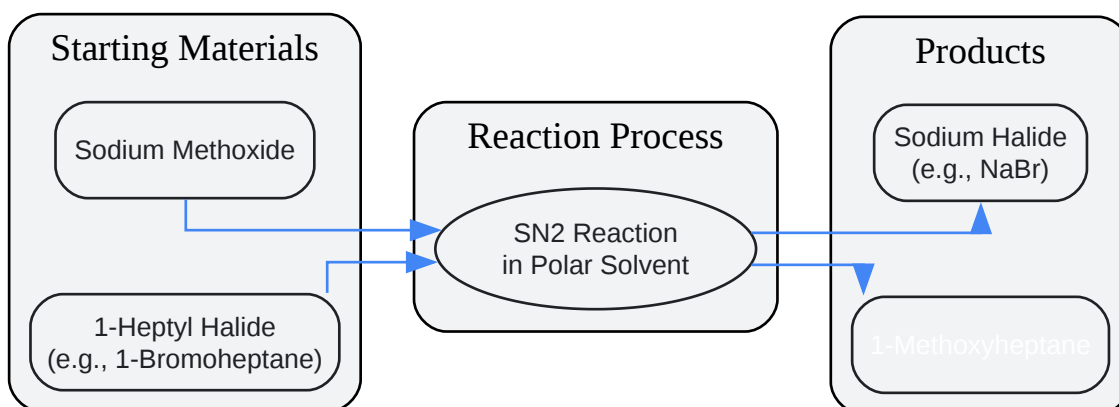 Starting Materials
Sodium Methoxide
1-Heptyl Halide
(e.g., 1-Bromoheptane)
Reaction Process
SN2 Reaction
in Polar Solvent
Products
Sodium Halide
(e.g., NaBr)
1-Methoxyheptane